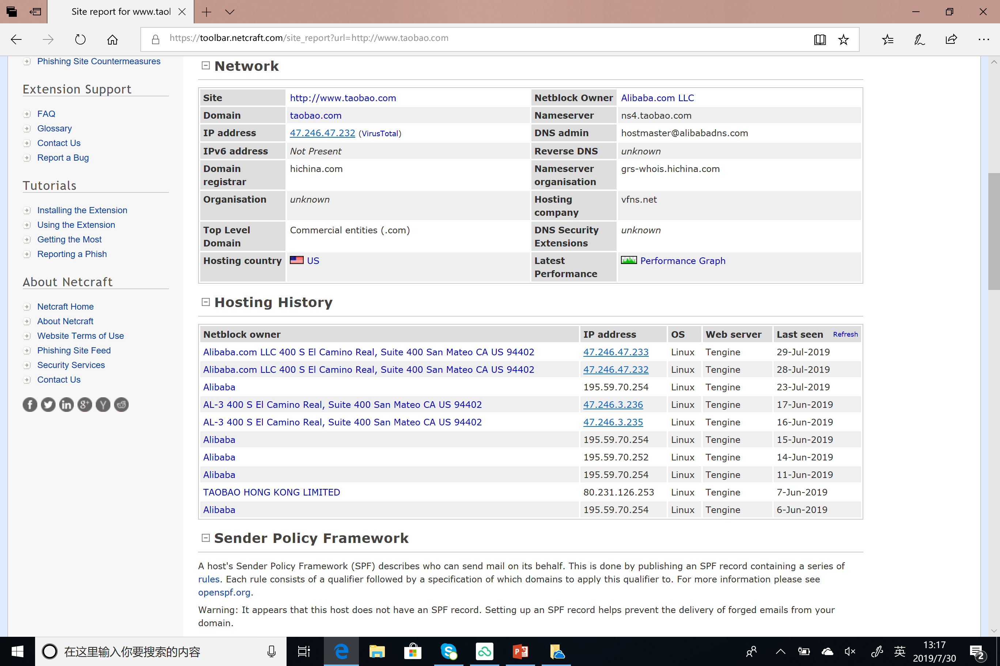 Site report for www.taol
https://toolbar.netcraft.com/site_report?url=http://www.taobao.com
Phishing Site Countermeasures
Extension Support
FAQ
Glossary
Contact Us
Report a Bug
Tutorials
Installing the Extension
Using the Extension
Getting the Most
Reporting a Phish
About Netcraft
Netcraft Home
About Netcraft
Website Terms of Use
Phishing Site Feed
Security Services
Contact Us
Network
Site http://www.taobao.com Netblock Owner Alibaba.com LLC
Domain taobao.com Nameserver ns4.taobao.com
IP address 47.246.47.232 (VirusTotal) DNS admin hostmaster@alibabadns.com
IPv6 address Not Present Reverse DNS unknown
Domain registrar hichina.com Nameserver organisation grs-whois.hichina.com
Organisation unknown Hosting company vfns.net
Top Level Domain Commercial entities (.com) DNS Security Extensions unknown
Hosting country US Latest Performance Performance Graph
Hosting History
Netblock owner IP address OS Web server Last seen Refresh
Alibaba.com LLC 400 S El Camino Real, Suite 400 San Mateo CA US 94402 47.246.47.233 Linux Tengine 29-Jul-2019
Alibaba.com LLC 400 S El Camino Real, Suite 400 San Mateo CA US 94402 47.246.47.232 Linux Tengine 28-Jul-2019
Alibaba 195.59.70.254 Linux Tengine 23-Jul-2019
AL-3 400 S El Camino Real, Suite 400 San Mateo CA US 94402 47.246.3.236 Linux Tengine 17-Jun-2019
AL-3 400 S El Camino Real, Suite 400 San Mateo CA US 94402 47.246.3.235 Linux Tengine 16-Jun-2019
Alibaba 195.59.70.254 Linux Tengine 15-Jun-2019
Alibaba 195.59.70.252 Linux Tengine 14-Jun-2019
Alibaba 195.59.70.254 Linux Tengine 11-Jun-2019
TAOBAO HONG KONG LIMITED 80.231.126.253 Linux Tengine 7-Jun-2019
Alibaba 195.59.70.254 Linux Tengine 6-Jun-2019
Sender Policy Framework
A host's Sender Policy Framework (SPF) describes who can send mail on its behalf. This is done by publishing an SPF record containing a series of
rules. Each rule consists of a qualifier followed by a specification of which domains to apply this qualifier to. For more information please see
openspf.org.
Warning: It appears that this host does not have an SPF record. Setting up an SPF record helps prevent the delivery of forged emails from your
domain.
在这里输入你要搜索的内容
英
13:17
2019/7/30
2